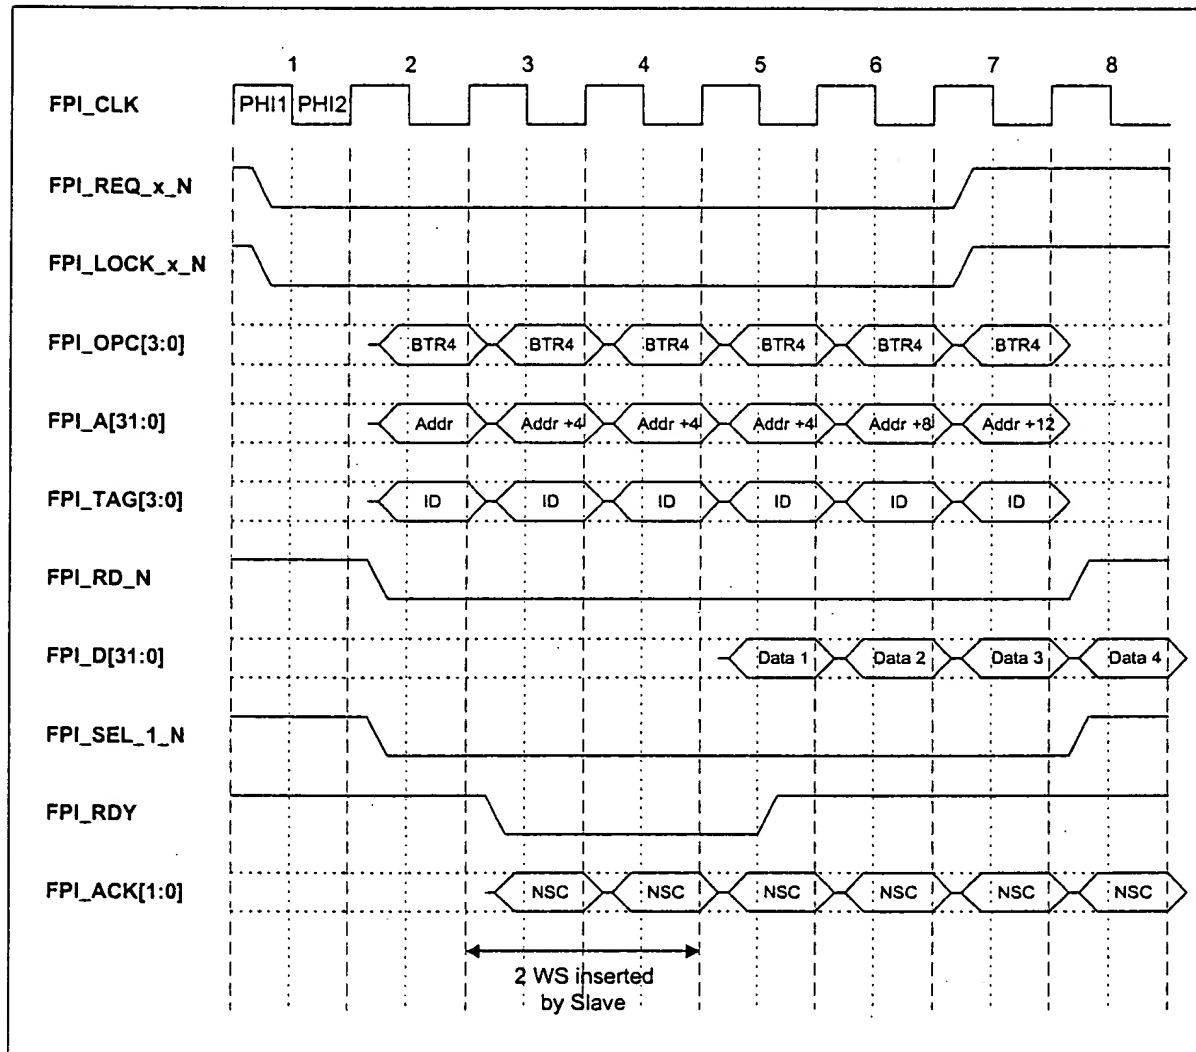 1 2 3 4 5 6 7 8
FPI_CLK PHI1 PHI2
FPI_REQ_x_N
FPI_LOCK_x_N
FPI_OPC[3:0] BTR4 BTR4 BTR4 BTR4 BTR4 BTR4
FPI_A[31:0] Addr Addr +4 Addr +4 Addr +4 Addr +8 Addr +12
FPI_TAG[3:0] ID ID ID ID ID ID
FPI_RD_N
FPI_D[31:0] Data 1 Data 2 Data 3 Data 4
FPI_SEL_1_N
FPI_RDY
FPI_ACK[1:0] NSC NSC NSC NSC NSC NSC
2 WS inserted
by Slave